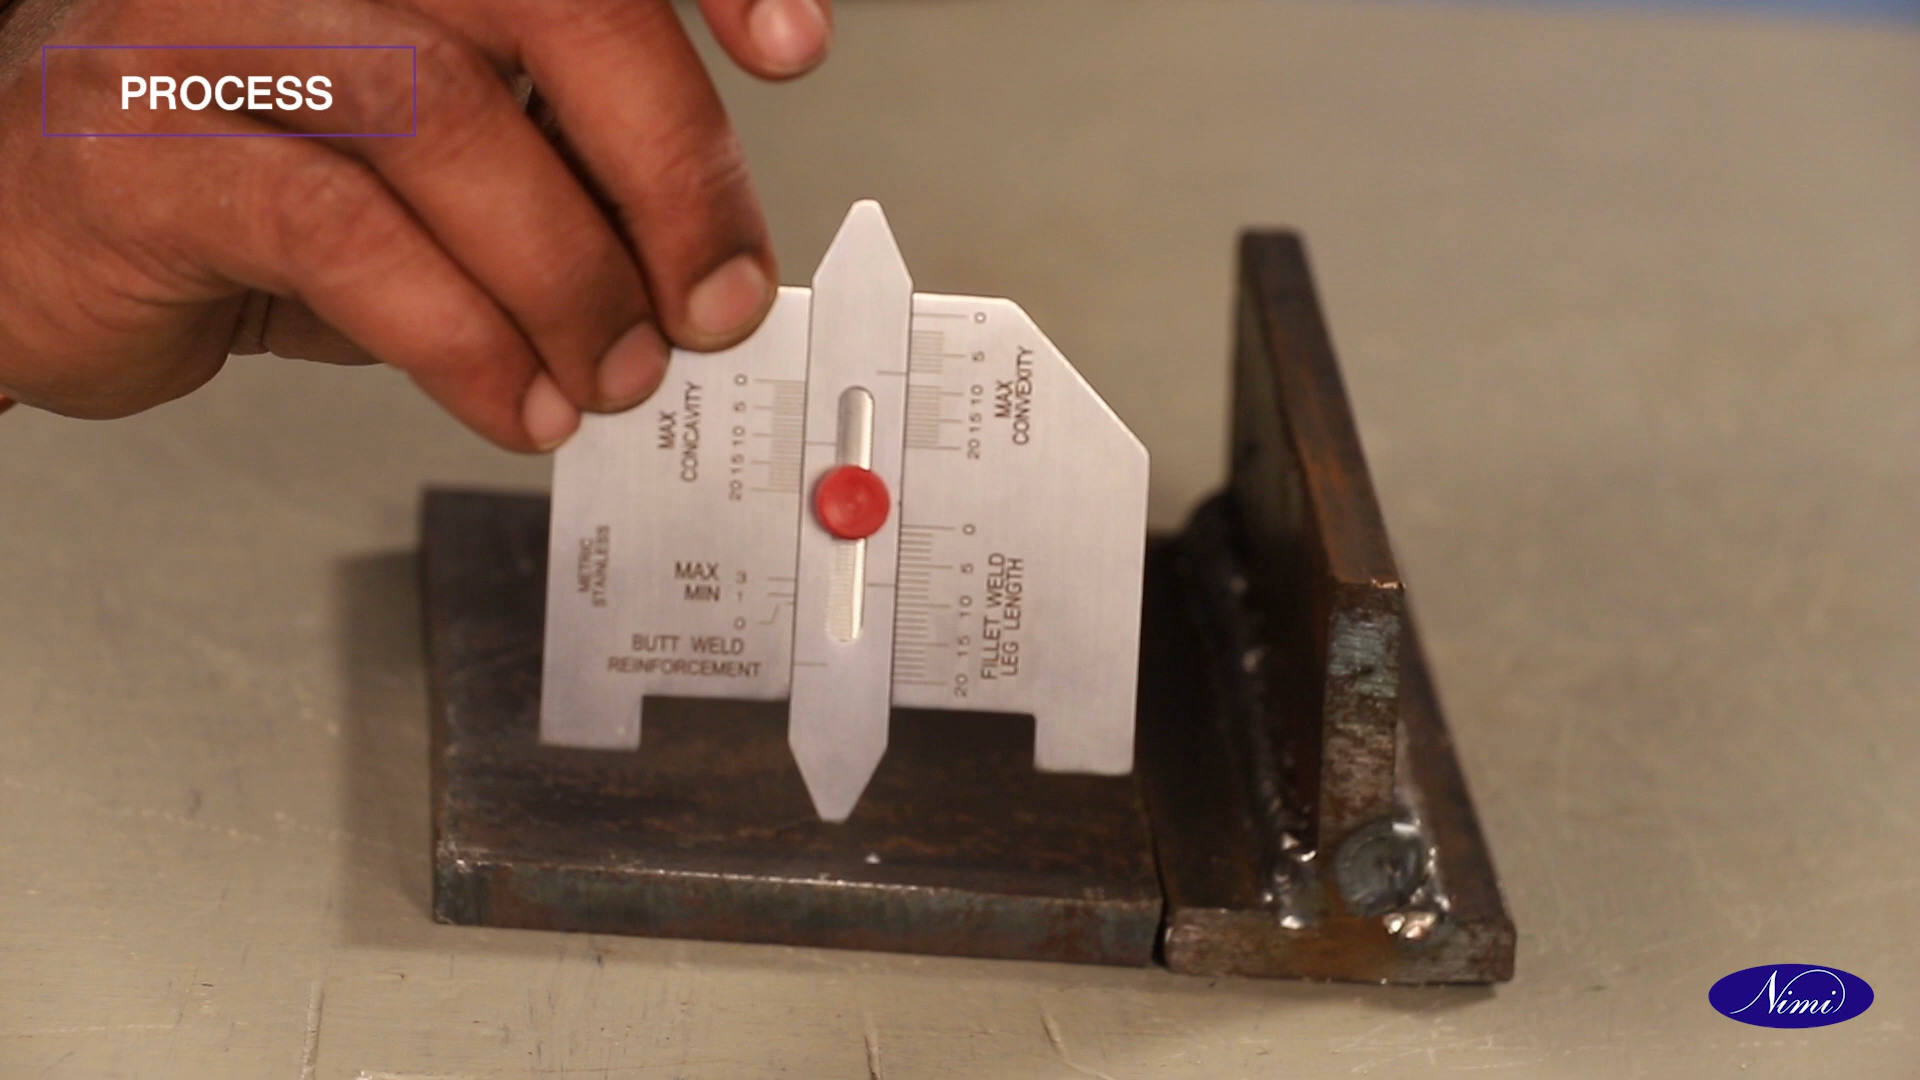 PROCESS
0
5
10
15
20
MAX
CONVEXITY
MAX
CONCAVITY
0
5
10
15
20
METRIC
STAINLESS
MAX 3
MIN 1
0
BUTT WELD
REINFORCEMENT
0
5
10
15
20
FILLET WELD
LEG LENGTH
Nimi